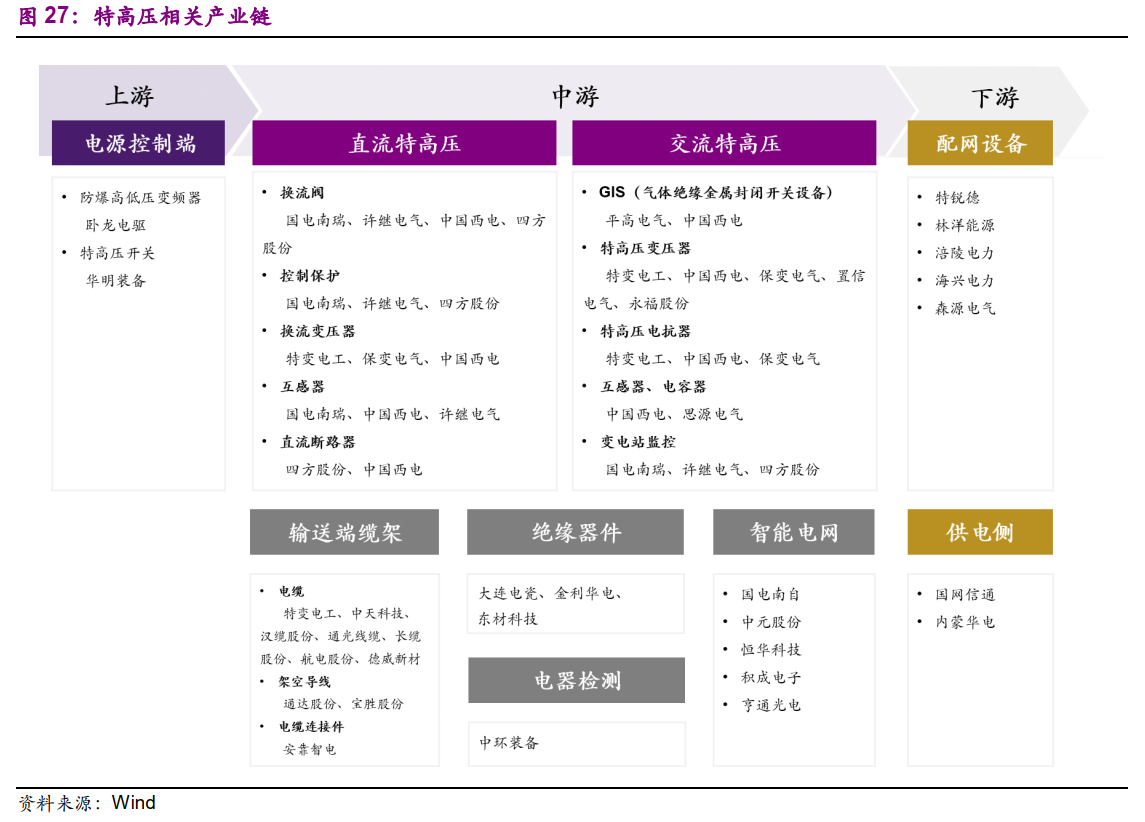 图 27：特高压相关产业链
上游
中游
下游
电源控制端
• 防爆高低压变频器
卧龙电驱
• 特高压开关
华明装备
直流特高压
• 换流阀
国电南瑞、许继电气、中国西电、四方
股份
• 控制保护
国电南瑞、许继电气、四方股份
• 换流变压器
特变电工、保变电气、中国西电
• 互感器
国电南瑞、中国西电、许继电气
• 直流断路器
四方股份、中国西电
交流特高压
• GIS（气体绝缘金属封闭开关设备）
平高电气、中国西电
• 特高压变压器
特变电工、中国西电、保变电气、置信
电气、永福股份
• 特高压电抗器
特变电工、中国西电、保变电气
• 互感器、电容器
中国西电、思源电气
• 变电站监控
国电南瑞、许继电气、四方股份
配网设备
• 特锐德
• 林洋能源
• 涪陵电力
• 海兴电力
• 森源电气
输送端缆架
• 电缆
特变电工、中天科技、
汉缆股份、通光线缆、长缆
股份、航电股份、德威新材
• 架空导线
通达股份、宝胜股份
• 电缆连接件
安靠智电
绝缘器件
大连电瓷、金利华电、
东材科技
电器检测
中环装备
智能电网
• 国电南自
• 中元股份
• 恒华科技
• 积成电子
• 亨通光电
供电侧
• 国网信通
• 内蒙华电
资料来源：Wind